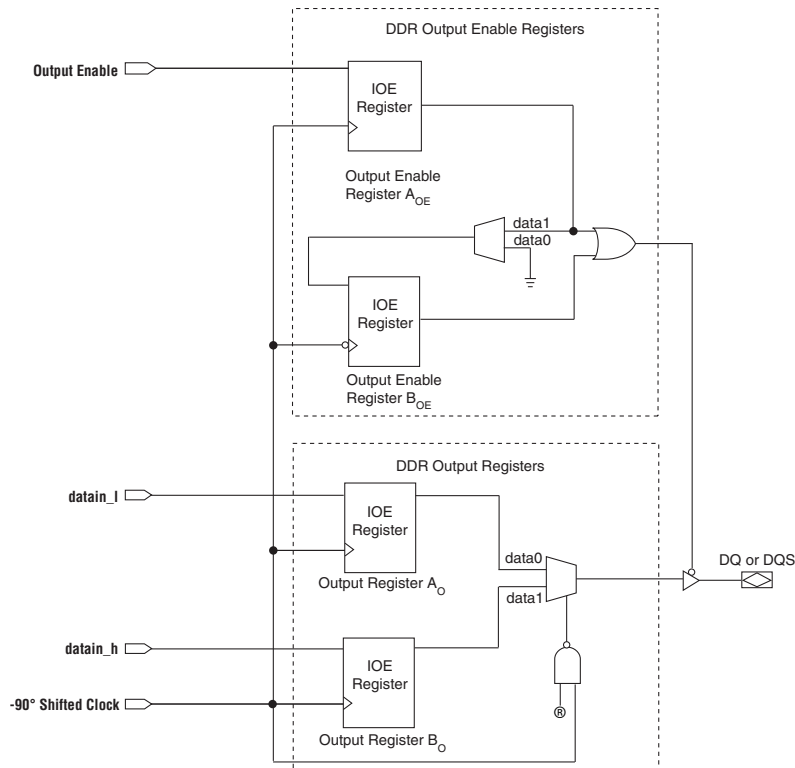 DDR Output Enable Registers
Output Enable
IOE
Register
Output Enable
Register A_OE
data1
data0
IOE
Register
Output Enable
Register B_OE
DDR Output Registers
datain_l
IOE
Register
Output Register A_O
data0
data1
DQ or DQS
datain_h
IOE
Register
-90° Shifted Clock
Output Register B_O
R